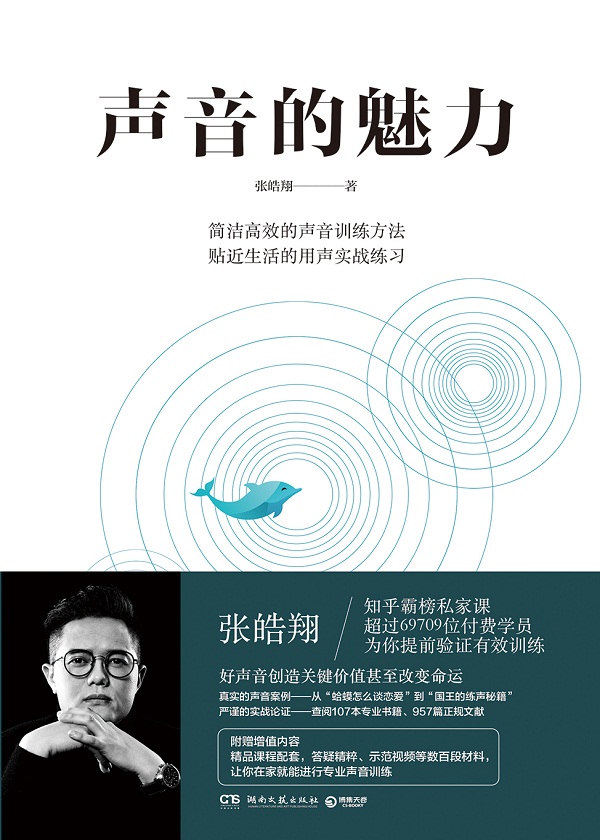 声音的魅力
张皓翔————著
简洁高效的声音训练方法
贴近生活的用声实战练习
张皓翔
知乎霸榜私家课
超过69709位付费学员
为你提前验证有效训练
好声音创造关键价值甚至改变命运
真实的声音案例——从“蛤蟆怎么谈恋爱”到“国王的练声秘籍”
严谨的实战论证——查阅107本专业书籍、957篇正规文献
附赠增值内容
精品课程配套，答疑精粹、示范视频等数百段材料，
让你在家就能进行专业声音训练
湖南文艺出版社
HUNAN LITERATURE AND ART PUBLISHING HOUSE
博集天卷
CS-BOOKY